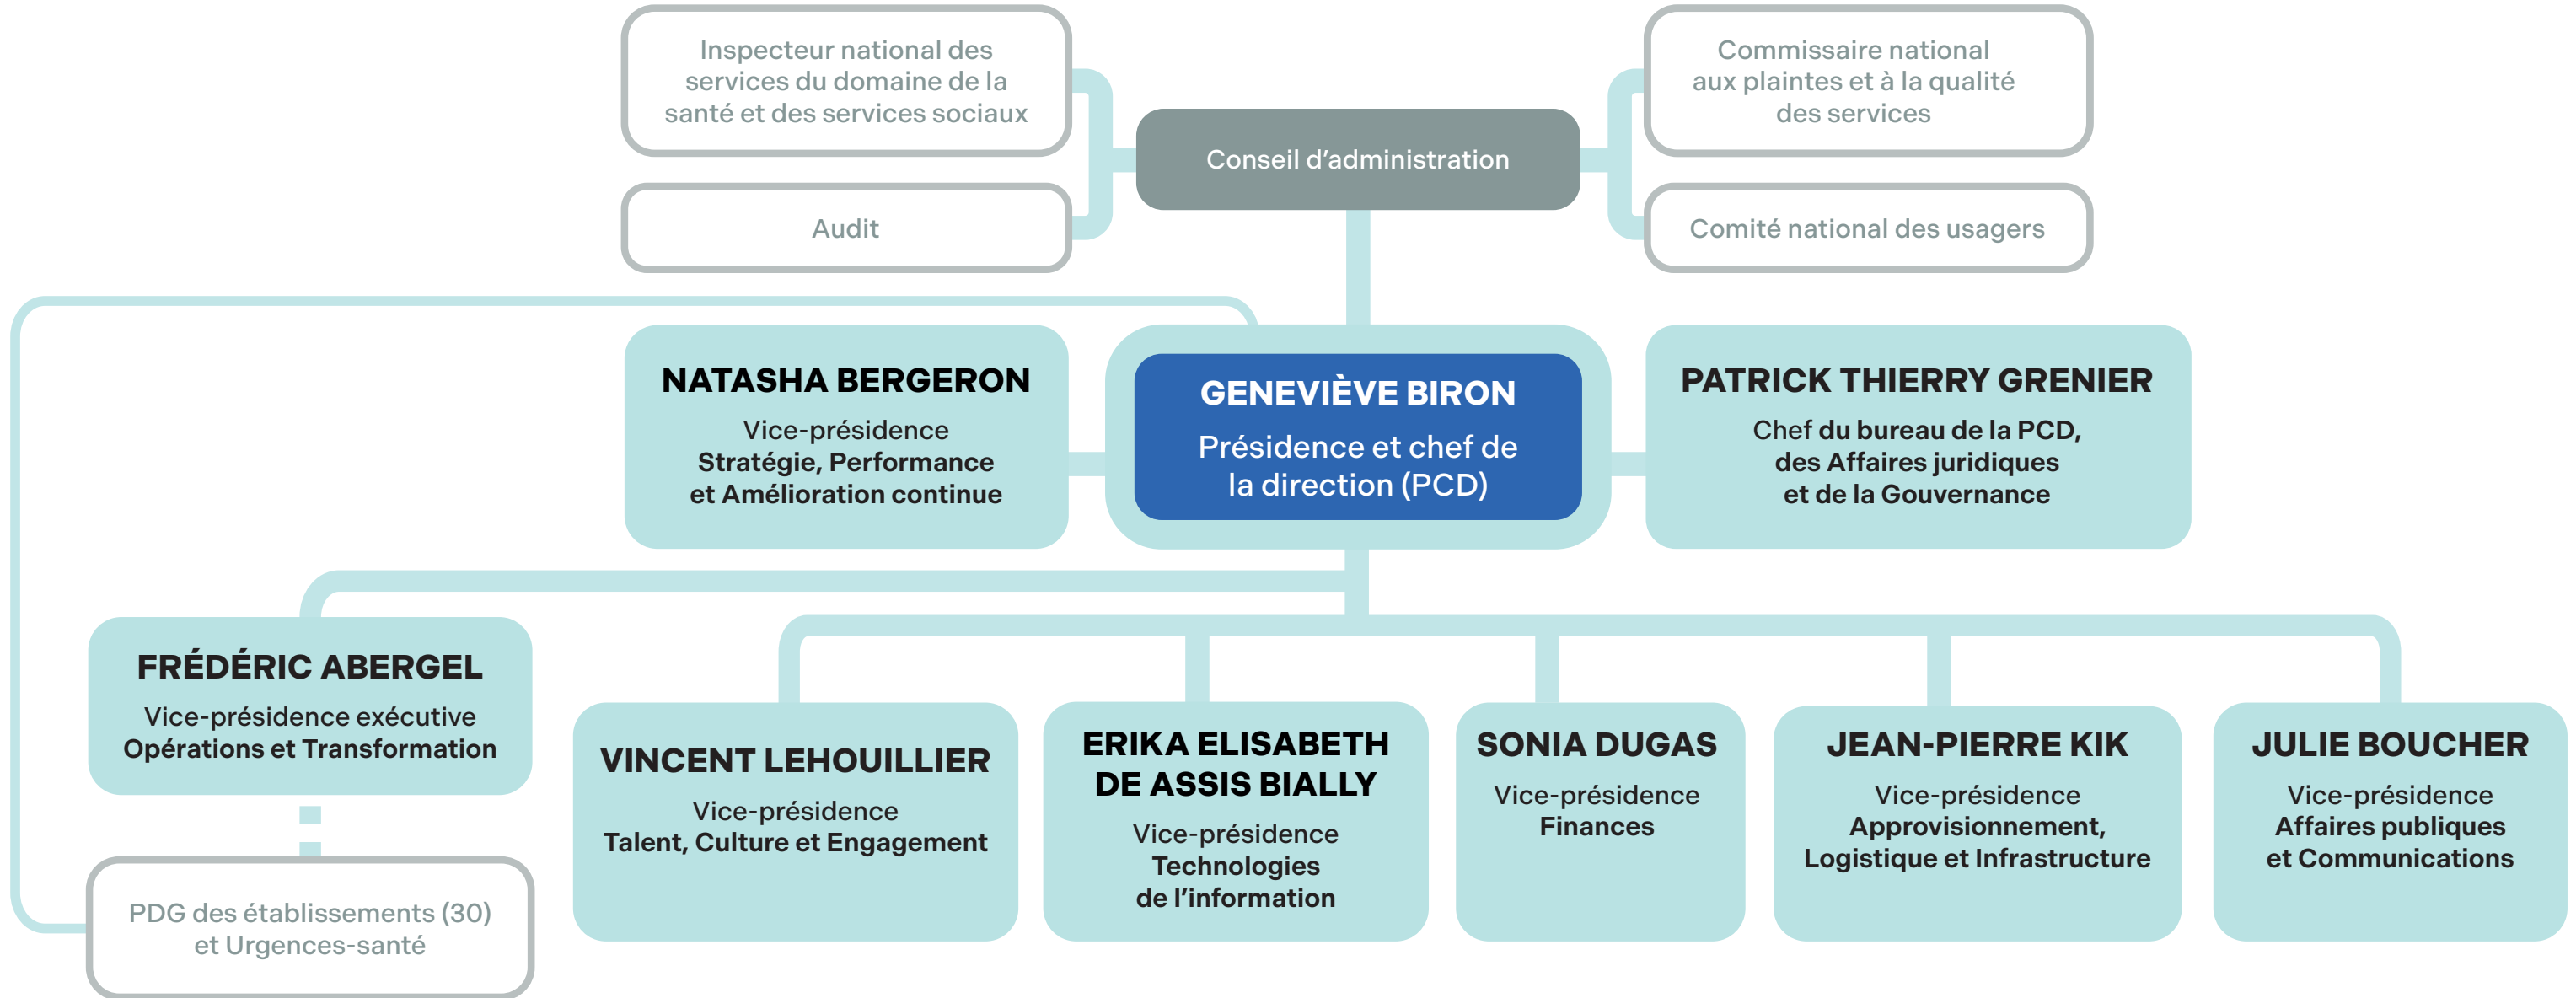 Inspecteur national des
services du domaine de la
santé et des services sociaux
Audit
Conseil d’administration
Commissaire national
aux plaintes et à la qualité
des services
Comité national des usagers
NATASHA BERGERON
Vice-présidence
Stratégie, Performance
et Amélioration continue
GENEVIÈVE BIRON
Présidence et chef de
la direction (PCD)
PATRICK THIERRY GRENIER
Chef du bureau de la PCD,
des Affaires juridiques
et de la Gouvernance
FRÉDÉRIC ABERGEL
Vice-présidence exécutive
Opérations et Transformation
PDG des établissements (30)
et Urgences-santé
VINCENT LEHOUILLIER
Vice-présidence
Talent, Culture et Engagement
ERIKA ELISABETH
DE ASSIS BIALLY
Vice-présidence
Technologies
de l’information
SONIA DUGAS
Vice-présidence
Finances
JEAN-PIERRE KIK
Vice-présidence
Approvisionnement,
Logistique et Infrastructure
JULIE BOUCHER
Vice-présidence
Affaires publiques
et Communications